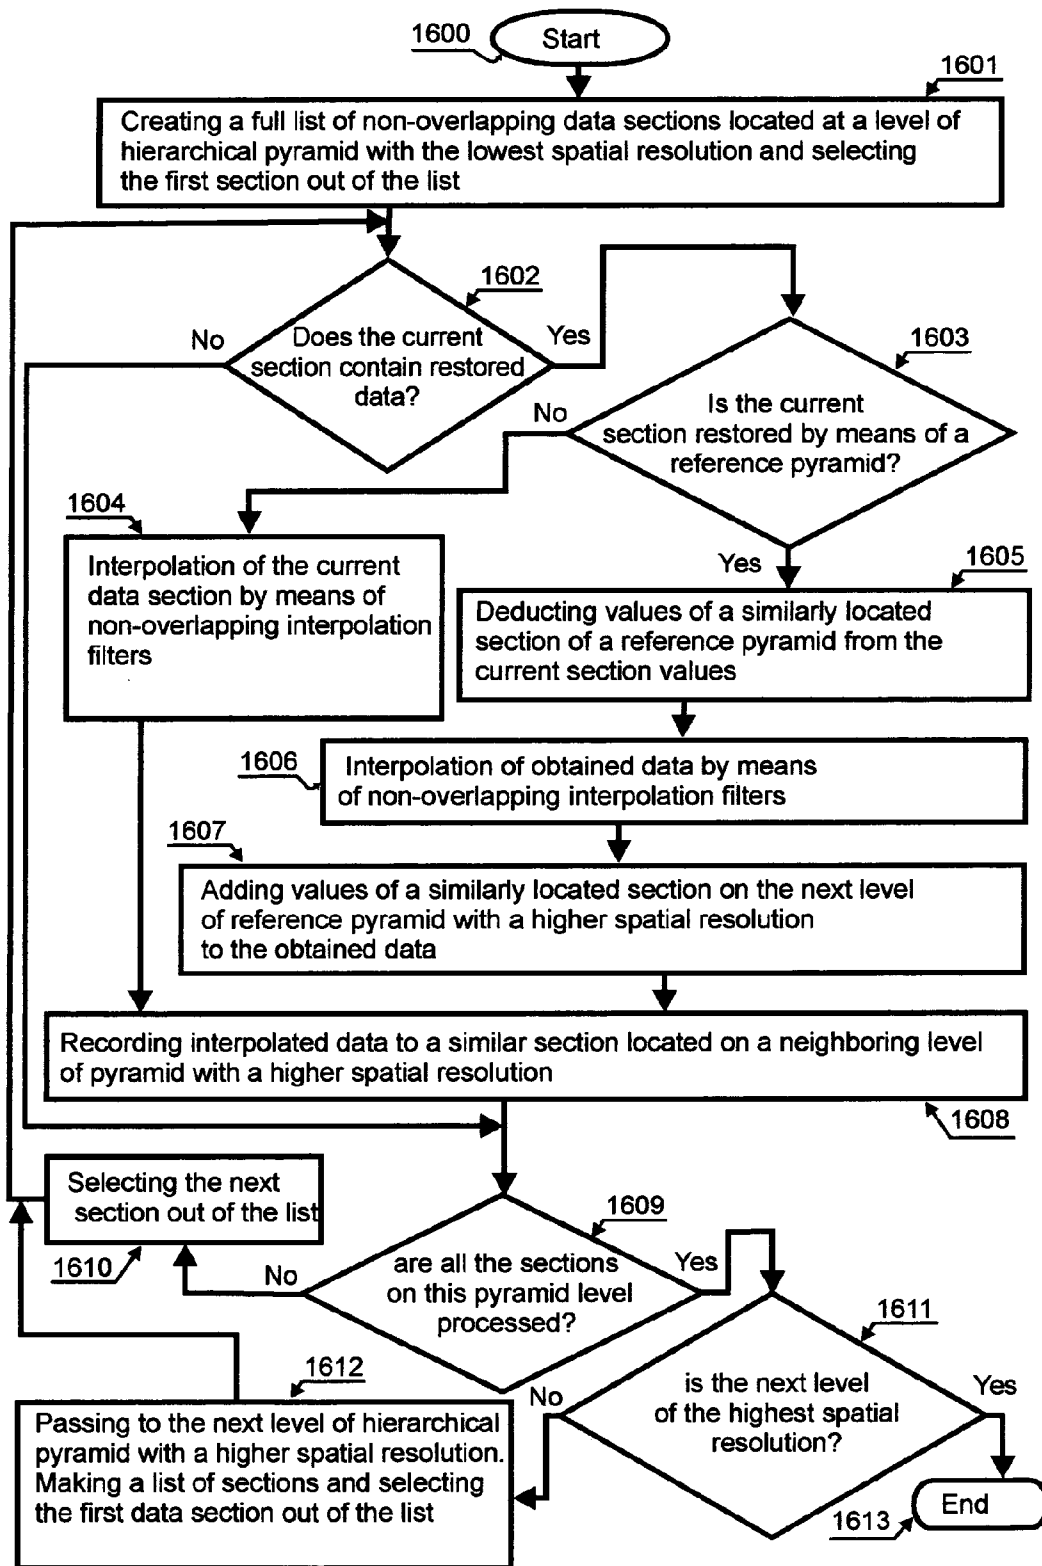 1600
Start
1601
Creating a full list of non-overlapping data sections located at a level of
hierarchical pyramid with the lowest spatial resolution and selecting
the first section out of the list
1602
No
Does the current
section contain restored
data?
Yes
1603
No
Is the current
section restored by means of a
reference pyramid?
Yes
1604
Interpolation of the current
data section by means of
non-overlapping interpolation
filters
1605
Deducting values of a similarly located
section of a reference pyramid from the
current section values
1606
Interpolation of obtained data by means
of non-overlapping interpolation filters
1607
Adding values of a similarly located section on the next level
of reference pyramid with a higher spatial resolution
to the obtained data
Recording interpolated data to a similar section located on a neighboring level
of pyramid with a higher spatial resolution
1608
Selecting the next
section out of the list
1610
No
1609
are all the sections
on this pyramid level
processed?
Yes
1611
No
is the next level
of the highest spatial
resolution?
Yes
1612
Passing to the next level of hierarchical
pyramid with a higher spatial resolution.
Making a list of sections and selecting
the first data section out of the list
End
1613